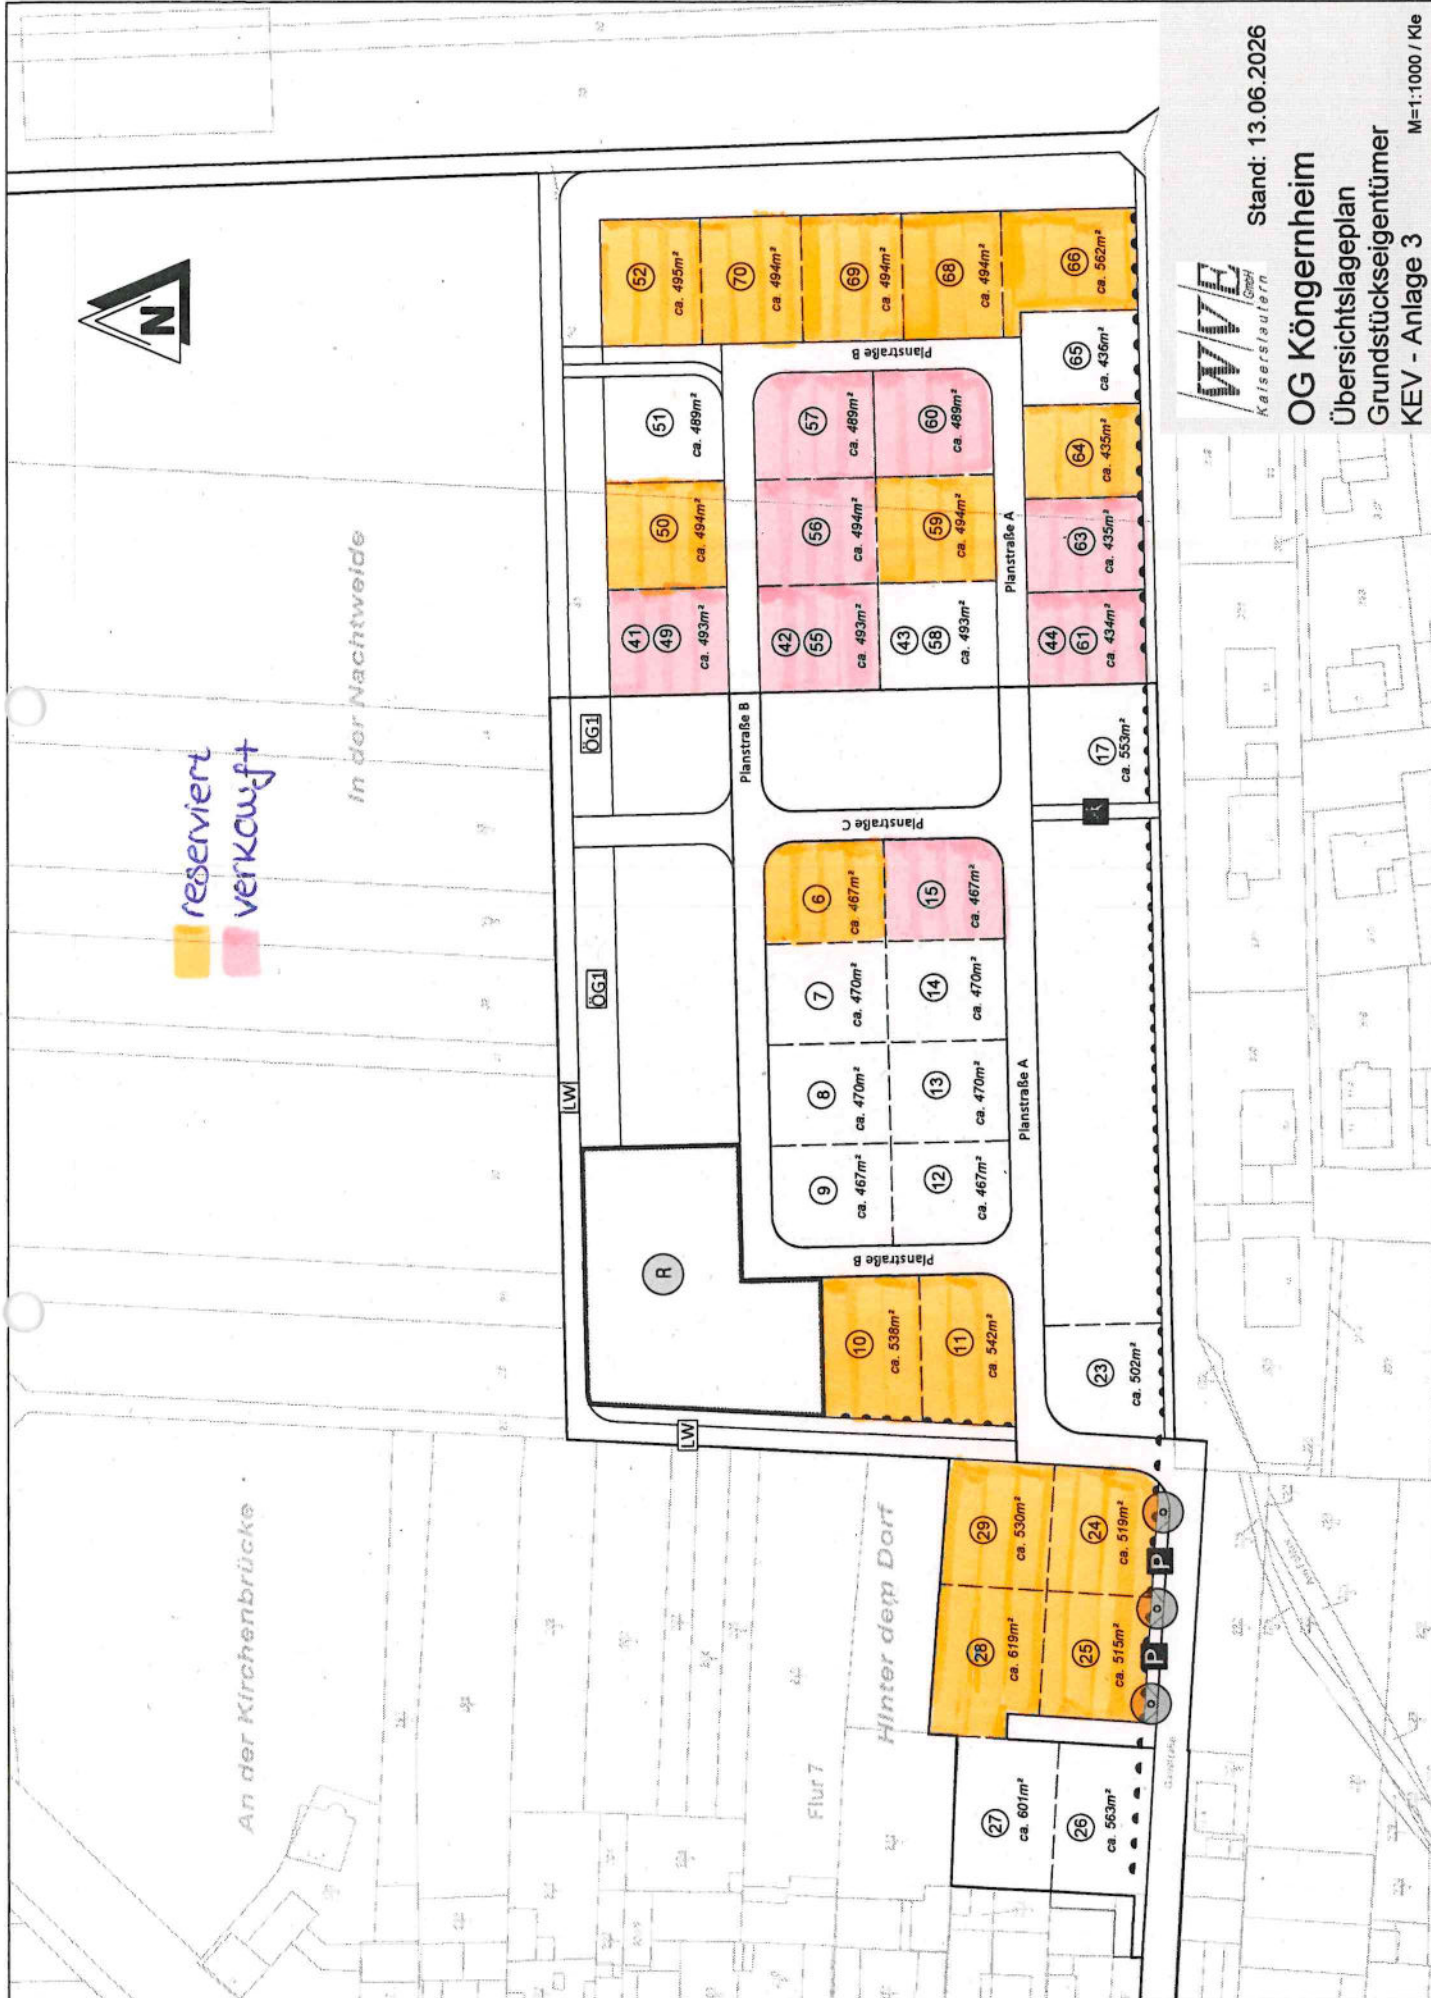 Stand: 13.06.2026
WVE GmbH
Kaiserslautern
OG Köngernheim
Übersichtslageplan
Grundstückseigentümer
KEV - Anlage 3
M=1:1000 / Kle
N
reserviert
verkauft
In der Nachtweide
An der Kirchenbrücke
Hinter dem Dorf
Flur 7
LW
LW
ÖG1
ÖG1
R
Planstraße B
Planstraße B
Planstraße B
Planstraße C
Planstraße A
Planstraße A
52
ca. 495m²
70
ca. 494m²
69
ca. 494m²
68
ca. 494m²
66
ca. 562m²
51
ca. 489m²
50
ca. 494m²
41
49
ca. 493m²
57
ca. 489m²
60
ca. 489m²
56
ca. 494m²
59
ca. 494m²
42
55
ca. 493m²
43
58
ca. 493m²
65
ca. 436m²
64
ca. 435m²
63
ca. 435m²
44
61
ca. 434m²
17
ca. 553m²
6
ca. 467m²
15
ca. 467m²
7
ca. 470m²
14
ca. 470m²
8
ca. 470m²
13
ca. 470m²
9
ca. 467m²
12
ca. 467m²
10
ca. 538m²
11
ca. 542m²
23
ca. 502m²
29
ca. 530m²
24
ca. 519m²
28
ca. 619m²
25
ca. 515m²
27
ca. 601m²
26
ca. 563m²
P
P